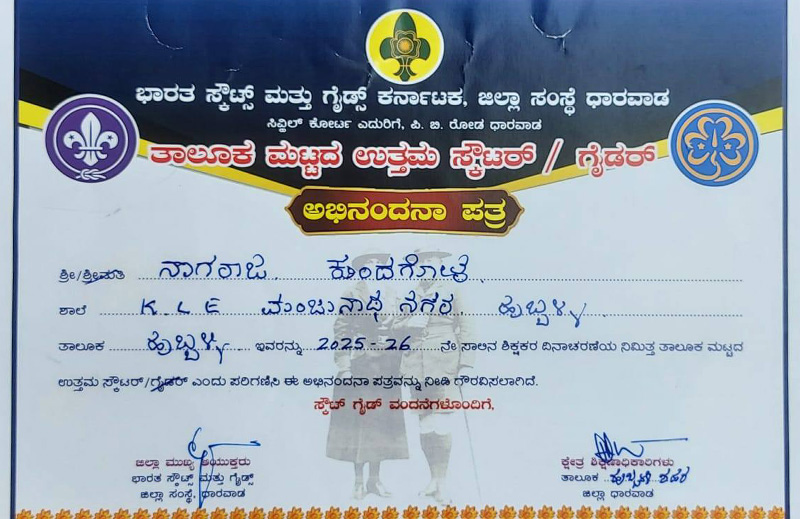 ಭಾರತ ಸ್ಕೌಟ್ಸ್ ಮತ್ತು ಗೈಡ್ಸ್ ಕರ್ನಾಟಕ, ಜಿಲ್ಲಾ ಸಂಸ್ಥೆ ಧಾರವಾಡ
ಸಿವ್ಹಿಲ್ ಕೋರ್ಟ ಎದುರಿಗೆ, ಪಿ. ಬಿ. ರೋಡ ಧಾರವಾಡ
ತಾಲೂಕ ಮಟ್ಟದ ಉತ್ತಮ ಸ್ಕೌಟರ್ / ಗೈಡರ್
ಅಭಿನಂದನಾ ಪತ್ರ
ಶ್ರೀ/ಶ್ರೀಮತಿ ನಾಗರಾಜ ಕುಂದಗೋಳ
ಶಾಲೆ K.L.E ಮಂಜುನಾಥ ನಗರ. ಹುಬ್ಬಳ್ಳಿ
ತಾಲೂಕ ಹುಬ್ಬಳ್ಳಿ ಇವರನ್ನು 2025-26 ನೇ ಸಾಲಿನ ಶಿಕ್ಷಕರ ದಿನಾಚರಣೆಯ ನಿಮಿತ್ತ ತಾಲೂಕ ಮಟ್ಟದ
ಉತ್ತಮ ಸ್ಕೌಟರ್/ಗೈಡರ್ ಎಂದು ಪರಿಗಣಿಸಿ ಈ ಅಭಿನಂದನಾ ಪತ್ರವನ್ನು ನೀಡಿ ಗೌರವಿಸಲಾಗಿದೆ.
ಸ್ಕೌಟ್ ಗೈಡ್ ವಂದನೆಗಳೊಂದಿಗೆ,
ಜಿಲ್ಲಾ ಮುಖ್ಯ ಆಯುಕ್ತರು
ಭಾರತ ಸ್ಕೌಟ್ಸ್ ಮತ್ತು ಗೈಡ್ಸ್
ಜಿಲ್ಲಾ ಸಂಸ್ಥೆ, ಧಾರವಾಡ
ಕ್ಷೇತ್ರ ಶಿಕ್ಷಣಾಧಿಕಾರಿಗಳು
ತಾಲೂಕ ಹುಬ್ಬಳ್ಳಿ ಶಹರ
ಜಿಲ್ಲಾ ಧಾರವಾಡ